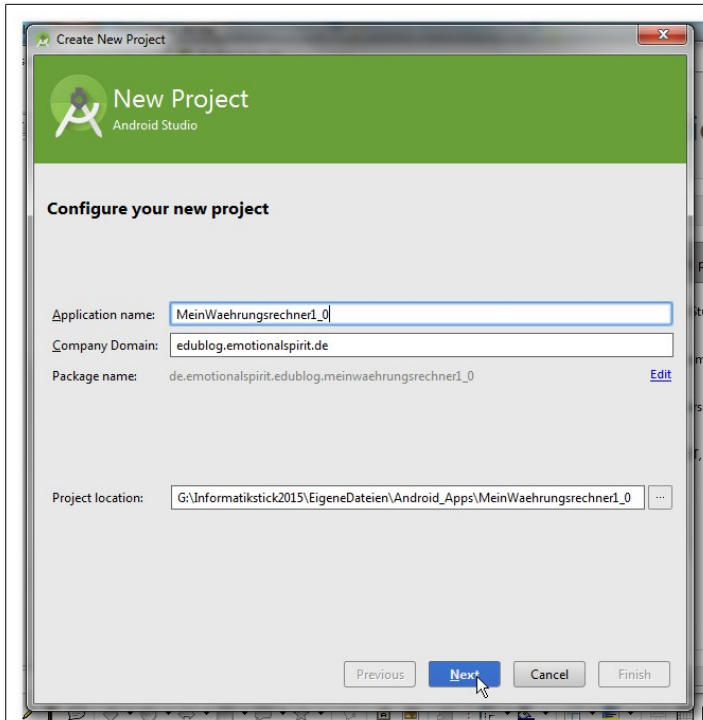 Create New Project
New Project
Android Studio
Configure your new project
Application name: MeinWaehrungsrechner1_0
Company Domain: edublog.emotionalspirit.de
Package name: de.emotionalspirit.edublog.meinwaehrungsrechner1_0 Edit
Project location: G:\Informatikstick2015\EigeneDateien\Android_Apps\MeinWaehrungsrechner1_0 ...
Previous Next Cancel Finish